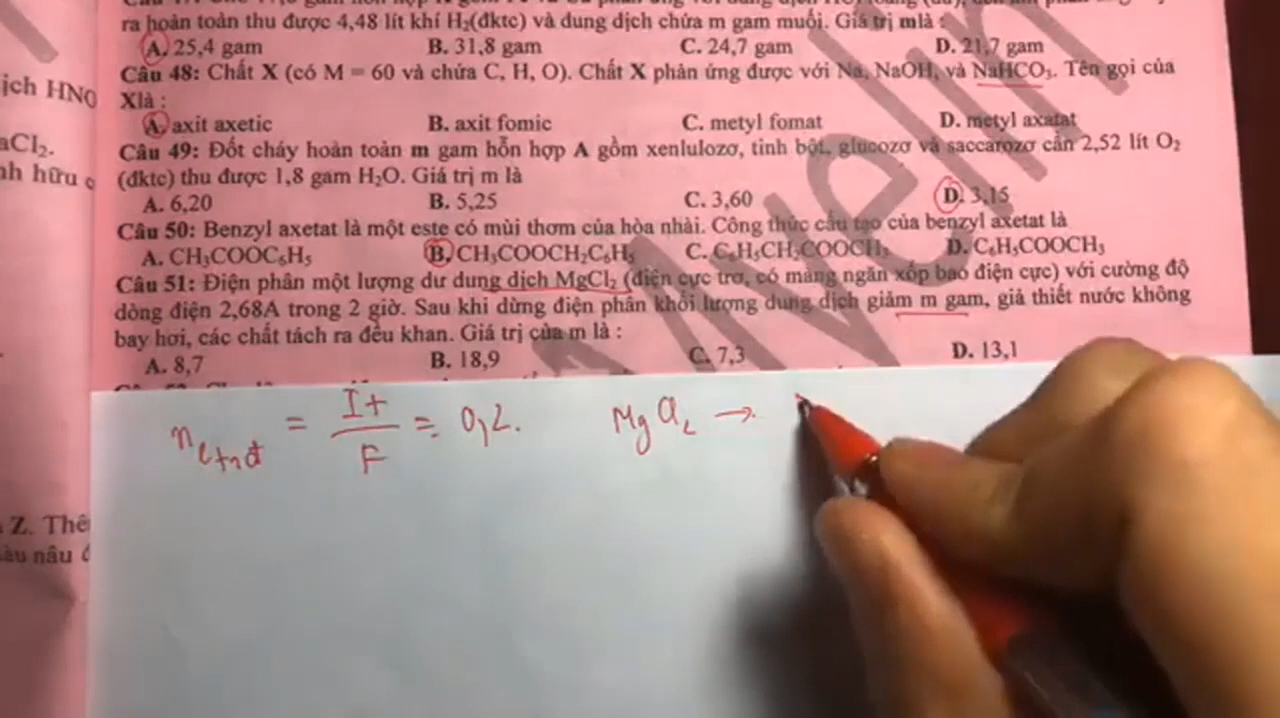 ra hoàn toàn thu được 4,48 lít khí H₂(đktc) và dung dịch chứa m gam muối. Giá trị mlà :
A. 25,4 gam B. 31,8 gam C. 24,7 gam D. 21,7 gam
Câu 48: Chất X (có M = 60 và chứa C, H, O). Chất X phản ứng được với Na, NaOH, và NaHCO₃. Tên gọi của
Xlà :
A. axit axetic B. axit fomic C. metyl fomat D. metyl axatat
Câu 49: Đốt cháy hoàn toàn m gam hỗn hợp A gồm xenlulozơ, tinh bột, glucozơ và saccarozơ cần 2,52 lít O₂
(đktc) thu được 1,8 gam H₂O. Giá trị m là
A. 6,20 B. 5,25 C. 3,60 D. 3,15
Câu 50: Benzyl axetat là một este có mùi thơm của hòa nhài. Công thức cấu tạo của benzyl axetat là
A. CH₃COOC₆H₅ B. CH₃COOCH₂C₆H₅ C. C₆H₅CH₂COOCH₃ D. C₆H₅COOCH₃
Câu 51: Điện phân một lượng dư dung dịch MgCl₂ (điện cực trơ, có màng ngăn xốp bao điện cực) với cường độ
dòng điện 2,68A trong 2 giờ. Sau khi dừng điện phân khối lượng dung dịch giảm m gam, giả thiết nước không
bay hơi, các chất tách ra đều khan. Giá trị của m là :
A. 8,7 B. 18,9 C. 7,3 D. 13,1
ịch HNO
aCl₂.
nh hữu
Z. Thê
àu nâu
n etnđ = It/F = 0,2. MgCl₂ →